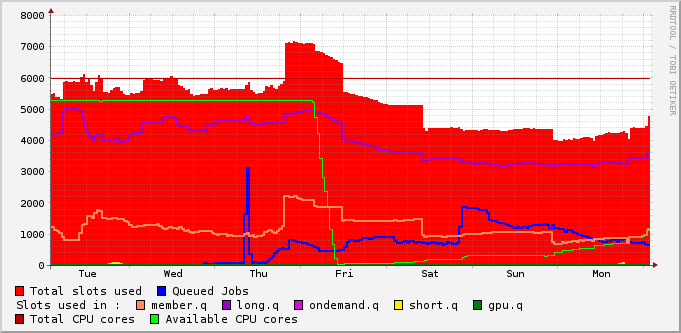 RRDTOOL / TOBI OETIKER
8000
7000
6000
5000
4000
3000
2000
1000
0
Tue Wed Thu Fri Sat Sun Mon
Total slots used Queued Jobs
Slots used in : member.q long.q ondemand.q short.q gpu.q
Total CPU cores Available CPU cores